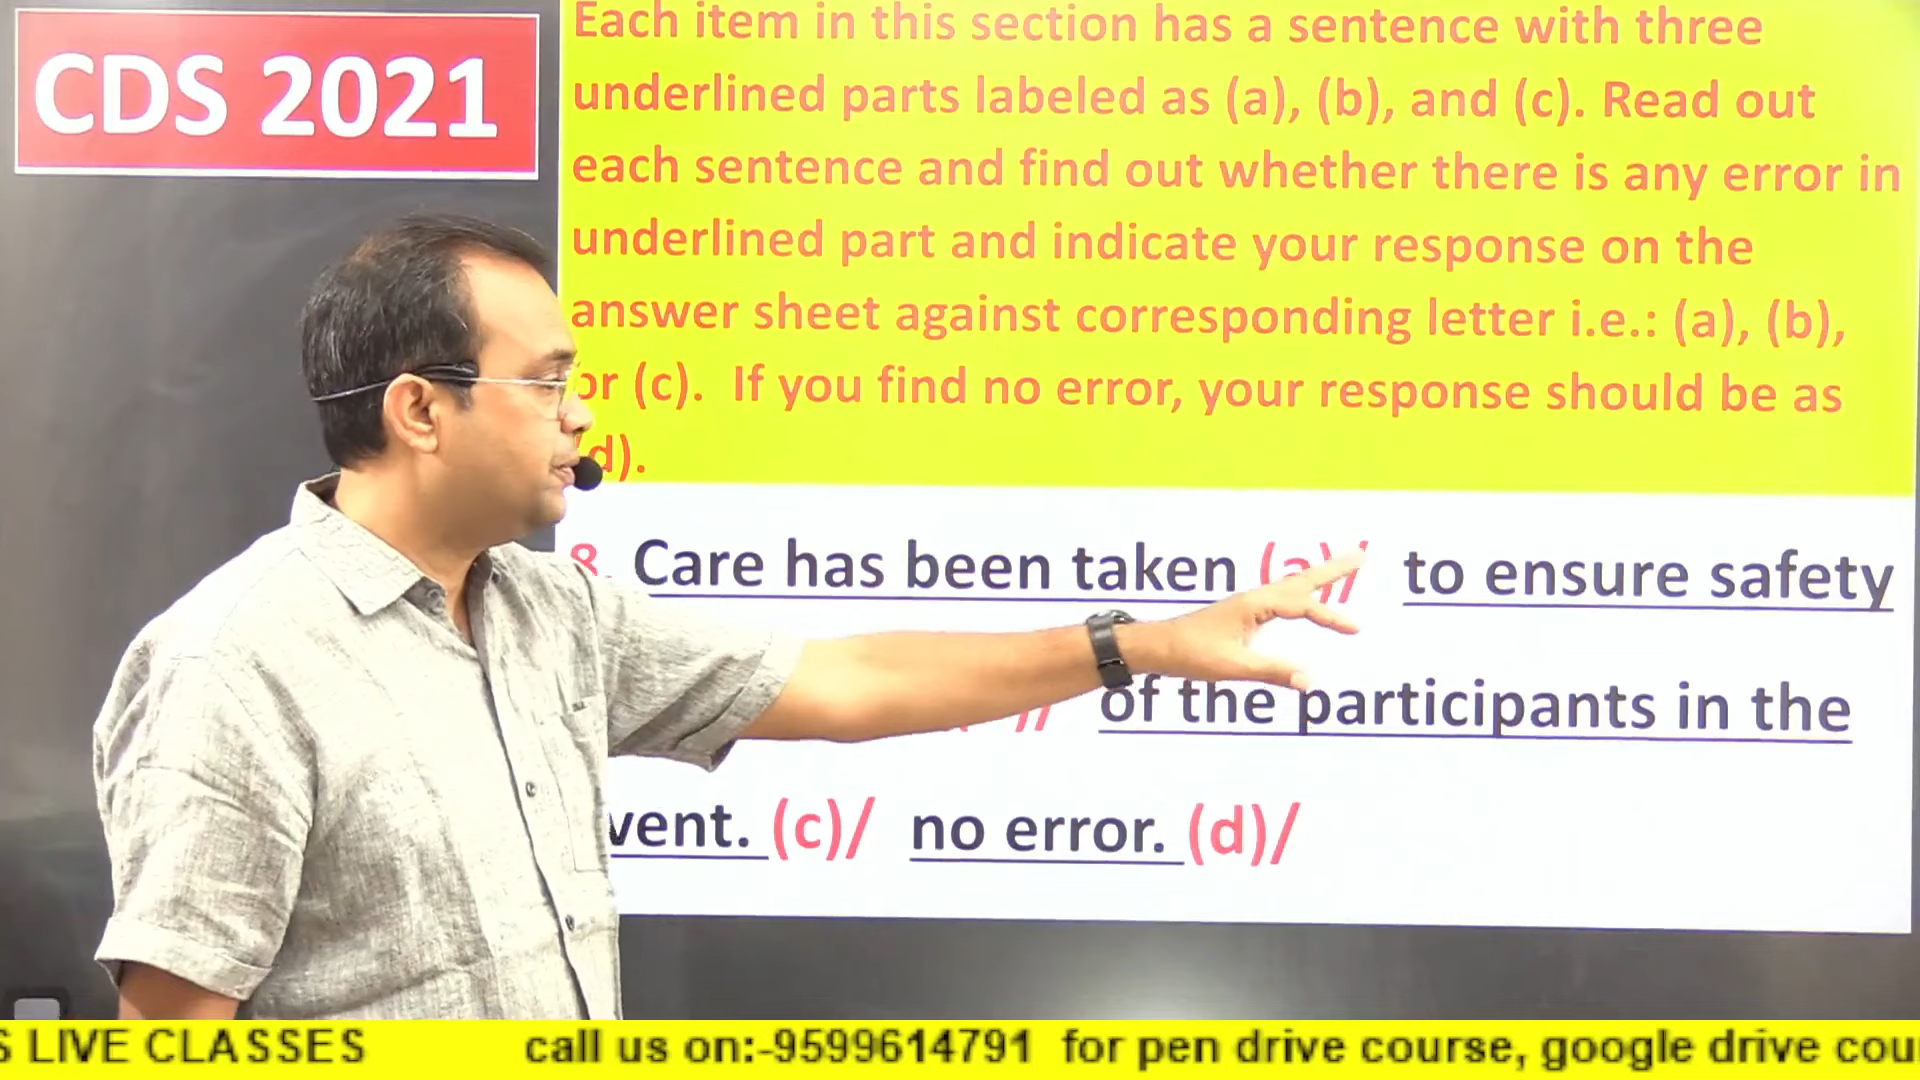 CDS 2021
Each item in this section has a sentence with three
underlined parts labeled as (a), (b), and (c). Read out
each sentence and find out whether there is any error in
underlined part and indicate your response on the
answer sheet against corresponding letter i.e.: (a), (b),
or (c). If you find no error, your response should be as
(d).
8. Care has been taken (a)/ to ensure safety
of the participants in the
vent. (c)/ no error. (d)/
S LIVE CLASSES call us on:-9599614791 for pen drive course, google drive cou